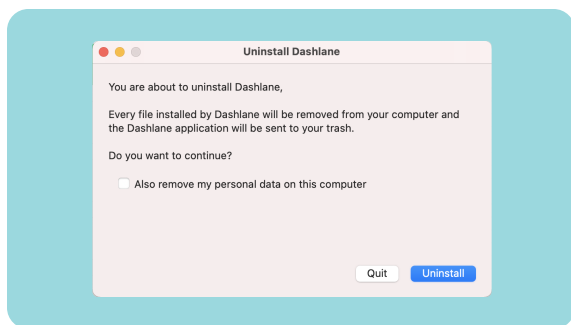 Uninstall Dashlane
You are about to uninstall Dashlane,
Every file installed by Dashlane will be removed from your computer and
the Dashlane application will be sent to your trash.
Do you want to continue?
Also remove my personal data on this computer
Quit Uninstall